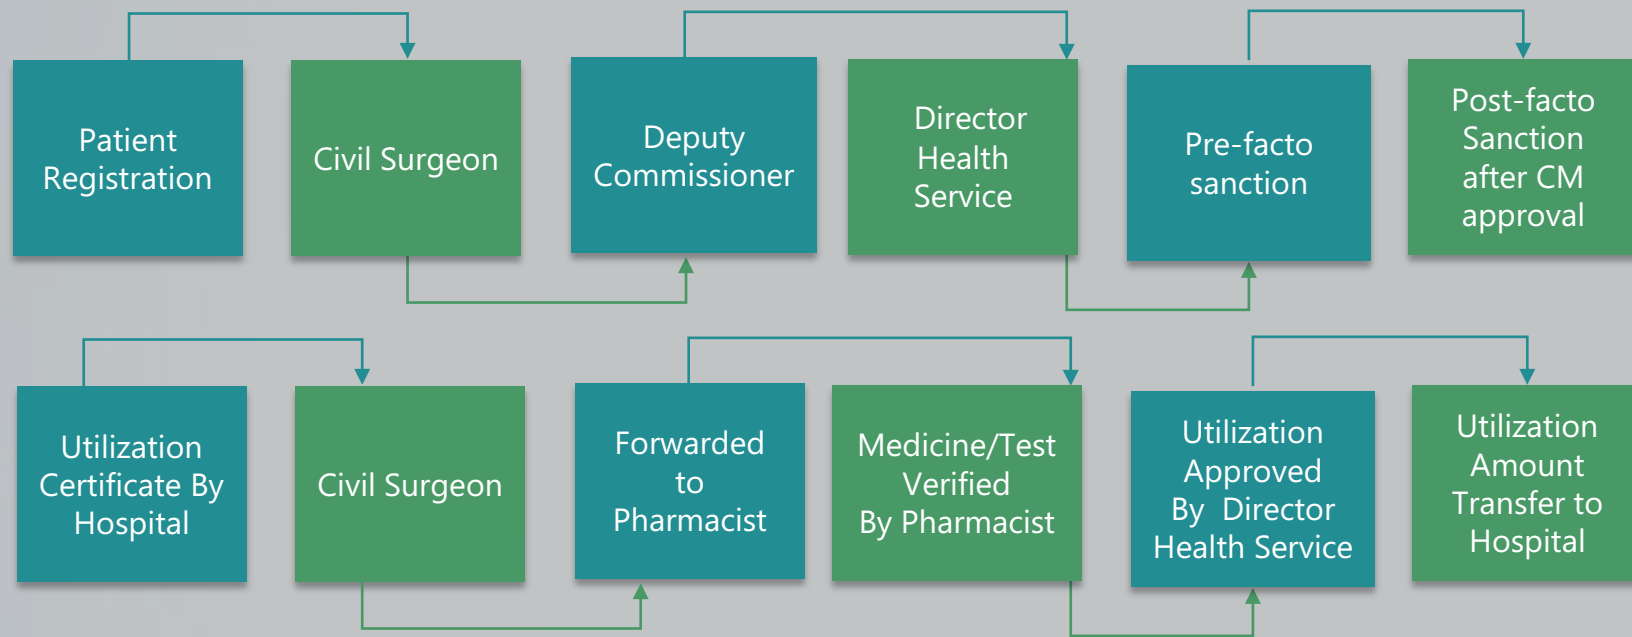 Patient
Registration
Civil Surgeon
Deputy
Commissioner
Director
Health
Service
Pre-facto
sanction
Post-facto
Sanction
after CM
approval
Utilization
Certificate By
Hospital
Civil Surgeon
Forwarded
to
Pharmacist
Medicine/Test
Verified
By Pharmacist
Utilization
Approved
By Director
Health Service
Utilization
Amount
Transfer to
Hospital